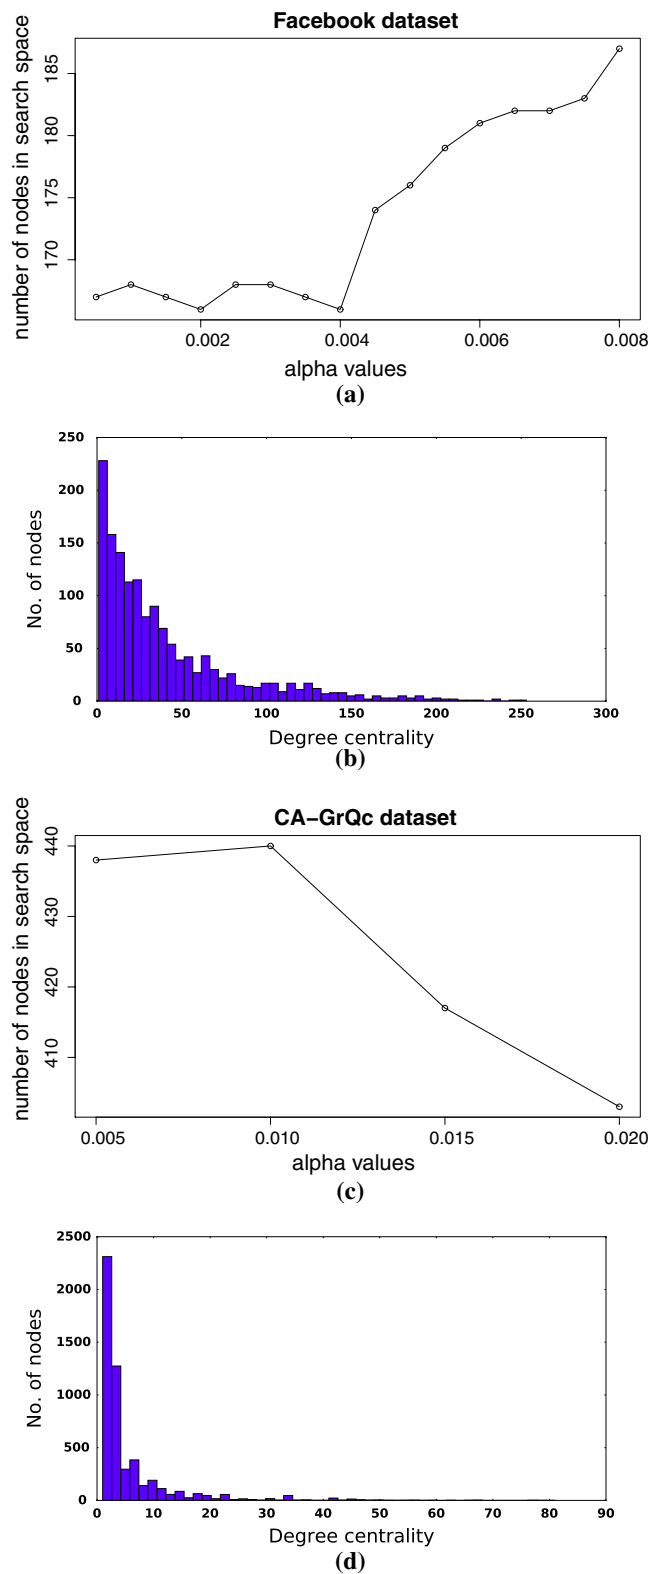 Facebook dataset
number of nodes in search space
185
180
175
170
0.002 0.004 0.006 0.008
alpha values
(a)
No. of nodes
250
200
150
100
50
0
0 50 100 150 200 250 300
Degree centrality
(b)
CA−GrQc dataset
number of nodes in search space
440
430
420
410
0.005 0.010 0.015 0.020
alpha values
(c)
No. of nodes
2500
2000
1500
1000
500
0
0 10 20 30 40 50 60 70 80 90
Degree centrality
(d)